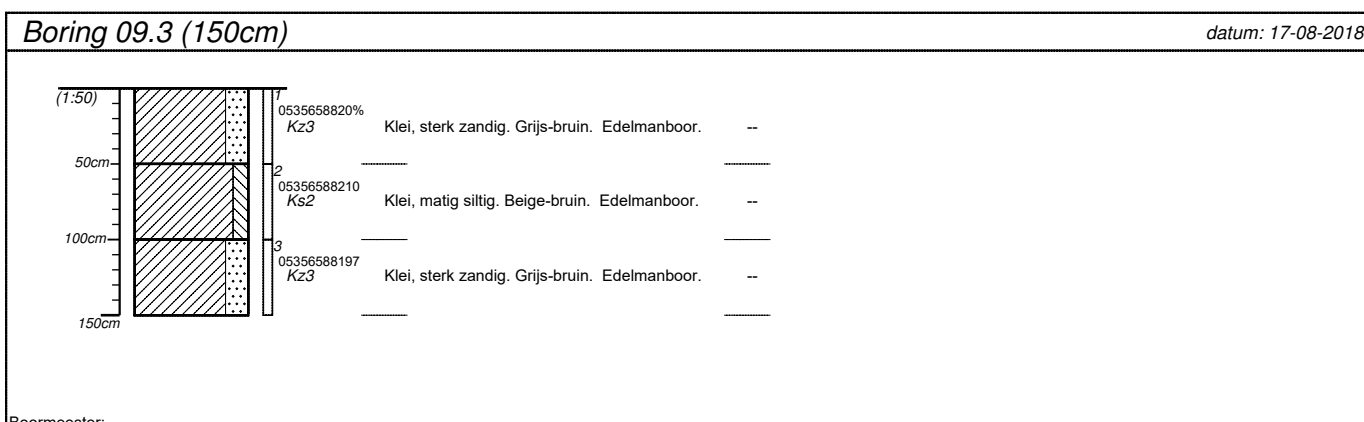 Boring 09.3 (150cm) datum: 17-08-2018
(1:50) 1
0535658820%
Kz3 Klei, sterk zandig. Grijs-bruin. Edelmanboor. --
50cm
2
05356588210
Ks2 Klei, matig siltig. Beige-bruin. Edelmanboor. --
100cm
3
05356588197
Kz3 Klei, sterk zandig. Grijs-bruin. Edelmanboor. --
150cm
Boormeester: